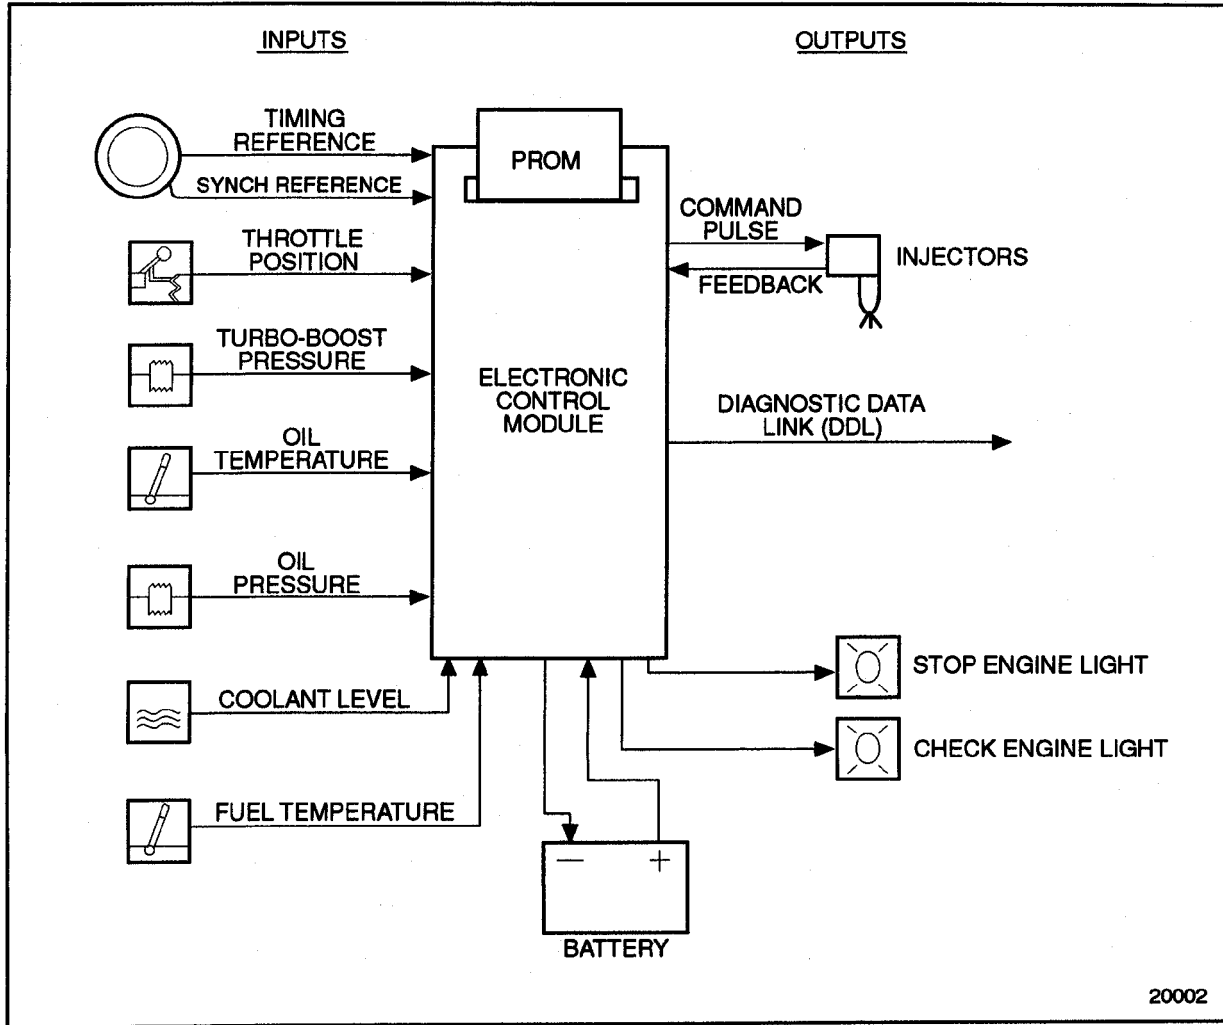 INPUTS
OUTPUTS
TIMING
REFERENCE
SYNCH REFERENCE
THROTTLE
POSITION
TURBO-BOOST
PRESSURE
OIL
TEMPERATURE
OIL
PRESSURE
COOLANT LEVEL
FUEL TEMPERATURE
PROM
ELECTRONIC
CONTROL
MODULE
COMMAND
PULSE
FEEDBACK
INJECTORS
DIAGNOSTIC DATA
LINK (DDL)
STOP ENGINE LIGHT
CHECK ENGINE LIGHT
— +
BATTERY
20002